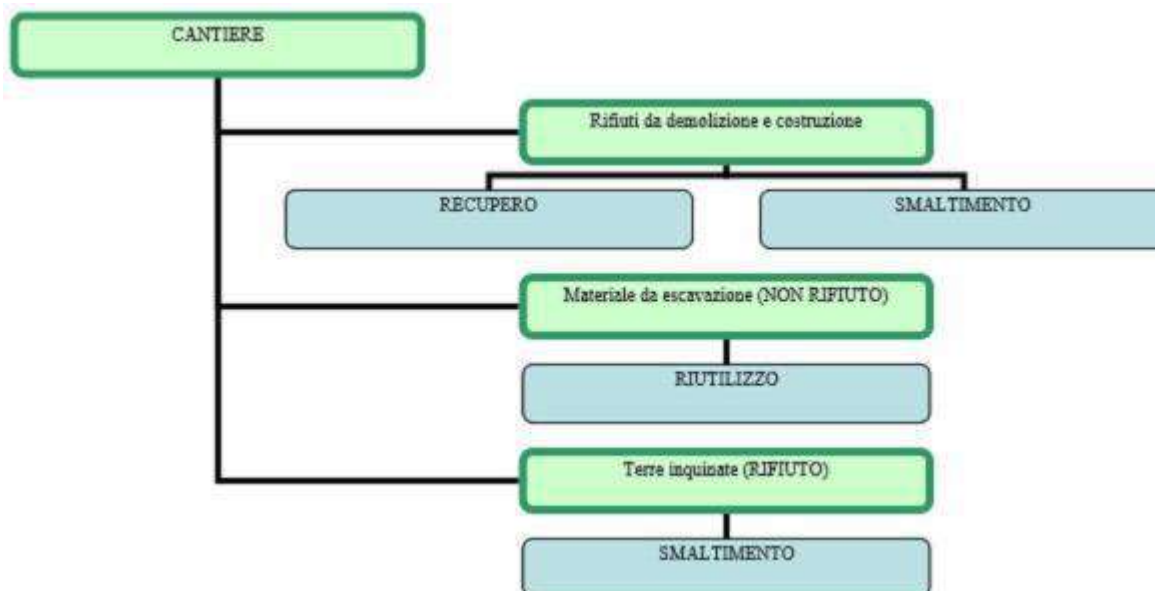 CANTIERE
Rifiuti da demolizione e costruzione
RECUPERO
SMALTIMENTO
Materiale da escavazione (NON RIFIUTO)
RIUTILIZZO
Terre inquinate (RIFIUTO)
SMALTIMENTO